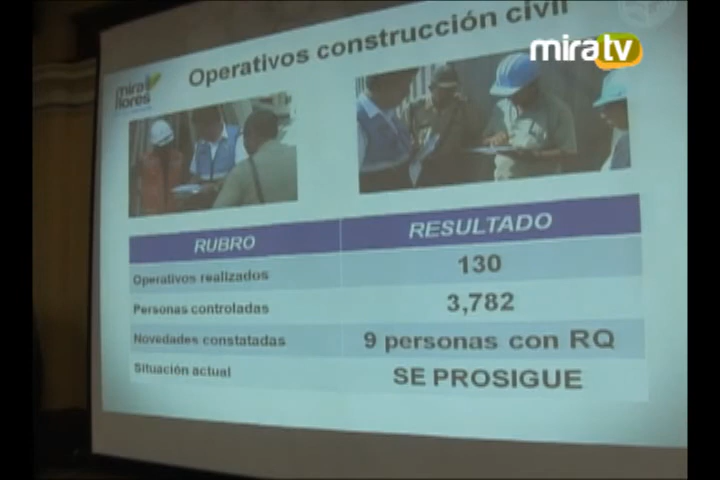 Operativos construcción civil
miratv
mira
flores
RUBRO RESULTADO
Operativos realizados 130
Personas controladas 3,782
Novedades constatadas 9 personas con RQ
Situación actual SE PROSIGUE